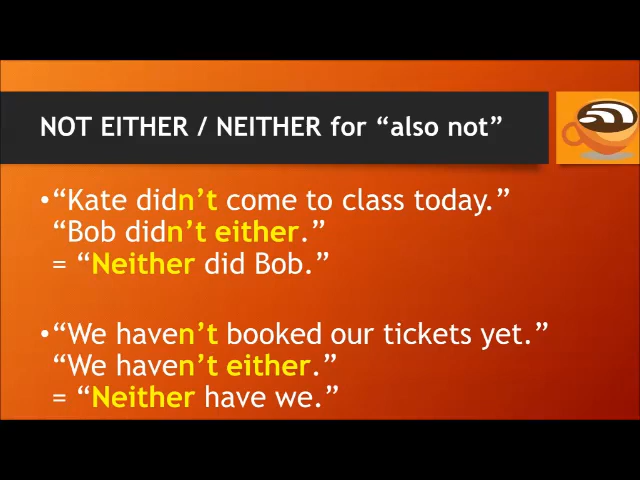 NOT EITHER / NEITHER for “also not”
•“Kate didn’t come to class today.”
“Bob didn’t either.”
= “Neither did Bob.”
•“We haven’t booked our tickets yet.”
“We haven’t either.”
= “Neither have we.”